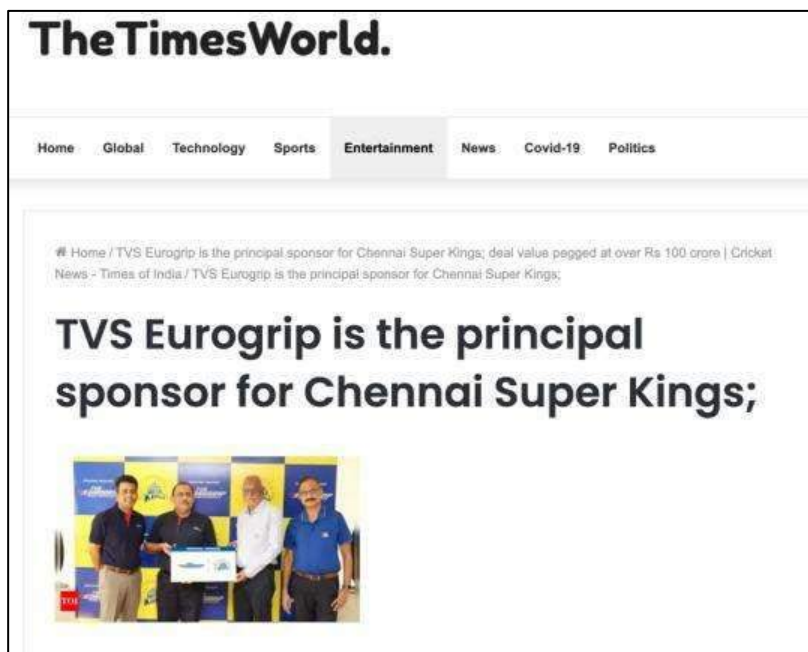 TheTimesWorld.
Home Global Technology Sports Entertainment News Covid-19 Politics
Home / TVS Eurogrip is the principal sponsor for Chennai Super Kings; deal value pegged at over Rs 100 crore | Cricket
News - Times of India / TVS Eurogrip is the principal sponsor for Chennai Super Kings;
TVS Eurogrip is the principal
sponsor for Chennai Super Kings;
TOI